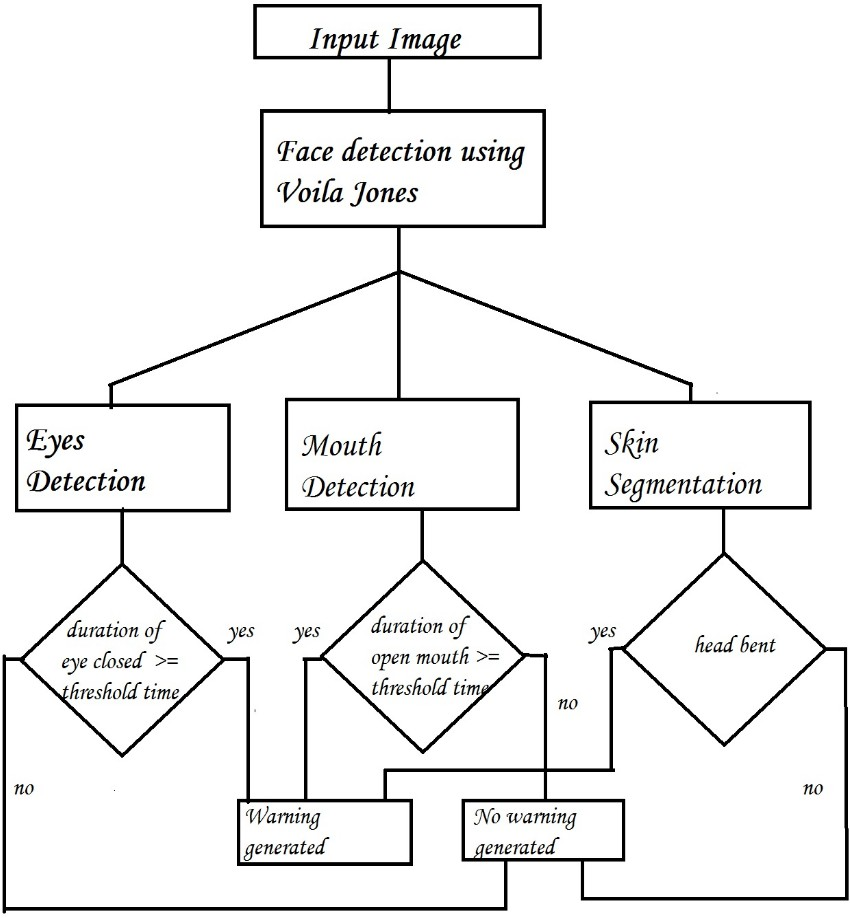 Input Image
Face detection using
Voila Jones
Eyes
Detection
Mouth
Detection
Skin
Segmentation
duration of
eye closed >=
threshold time
yes
yes
duration of
open mouth >=
threshold time
no
yes
head bent
no
no
Warning
generated
No warning
generated